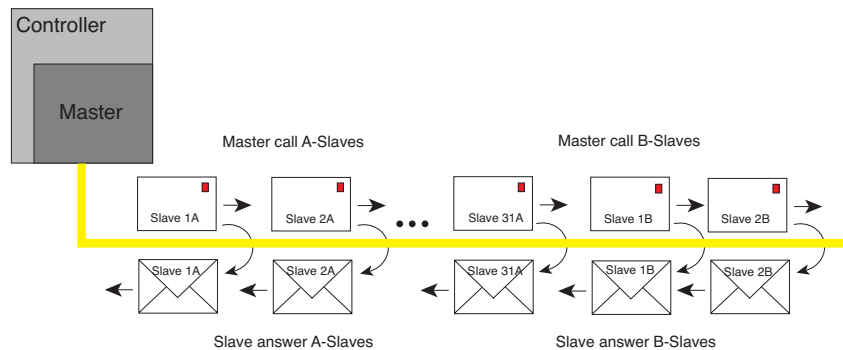 Controller
Master
Master call A-Slaves
Master call B-Slaves
Slave 1A
Slave 2A
Slave 31A
Slave 1B
Slave 2B
Slave 1A
Slave 2A
Slave 31A
Slave 1B
Slave 2B
Slave answer A-Slaves
Slave answer B-Slaves